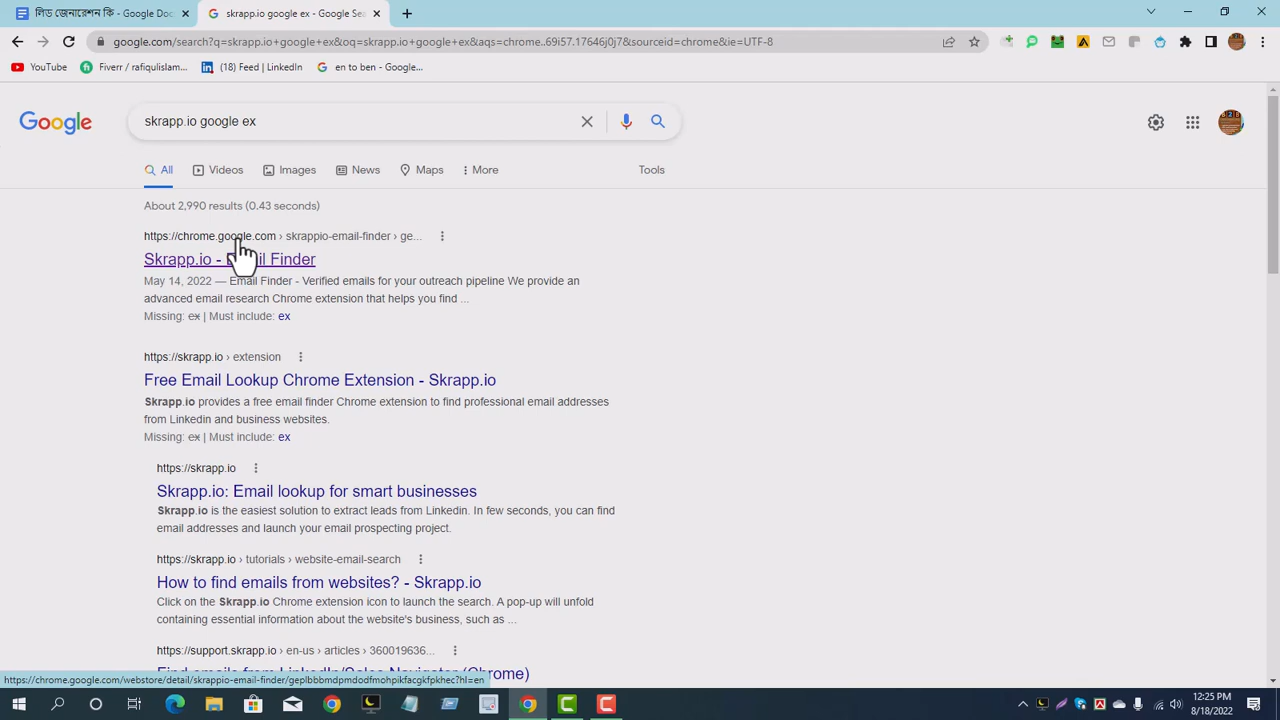 লিড জেনারেশন কি - Google Doc
skrapp.io google ex - Google Sea
google.com/search?q=skrapp.io+google+ex&oq=skrapp.io+google+ex&aqs=chrome..69i57.17646j0j7&sourceid=chrome&ie=UTF-8
YouTube
Fiverr / rafiqulislam...
(18) Feed | LinkedIn
en to ben - Google...
Google
skrapp.io google ex
All
Videos
Images
News
Maps
More
Tools
About 2,990 results (0.43 seconds)
https://chrome.google.com › skrappio-email-finder › ge...
Skrapp.io - Email Finder
May 14, 2022 — Email Finder - Verified emails for your outreach pipeline We provide an
advanced email research Chrome extension that helps you find ...
Missing: ex | Must include: ex
https://skrapp.io › extension
Free Email Lookup Chrome Extension - Skrapp.io
Skrapp.io provides a free email finder Chrome extension to find professional email addresses
from Linkedin and business websites.
Missing: ex | Must include: ex
https://skrapp.io
Skrapp.io: Email lookup for smart businesses
Skrapp.io is the easiest solution to extract leads from Linkedin. In few seconds, you can find
email addresses and launch your email prospecting project.
https://skrapp.io › tutorials › website-email-search
How to find emails from websites? - Skrapp.io
Click on the Skrapp.io Chrome extension icon to launch the search. A pop-up will unfold
containing essential information about the website's business, such as ...
https://support.skrapp.io › en-us › articles › 360019636...
Find emails from LinkedIn/Sales Navigator (Chrome)
https://chrome.google.com/webstore/detail/skrappio-email-finder/geplbbbmdpmdodfmohpikfacgkfpkhec?hl=en
12:25 PM
8/18/2022